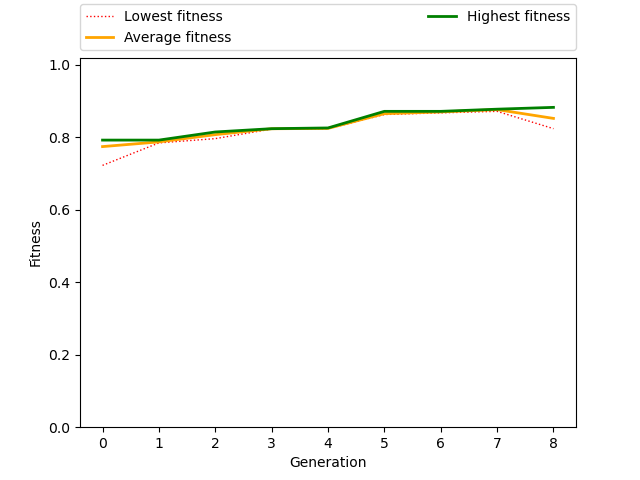 Lowest fitness
Average fitness
Highest fitness
1.0
0.8
0.6
0.4
0.2
0.0
Fitness
0 1 2 3 4 5 6 7 8
Generation